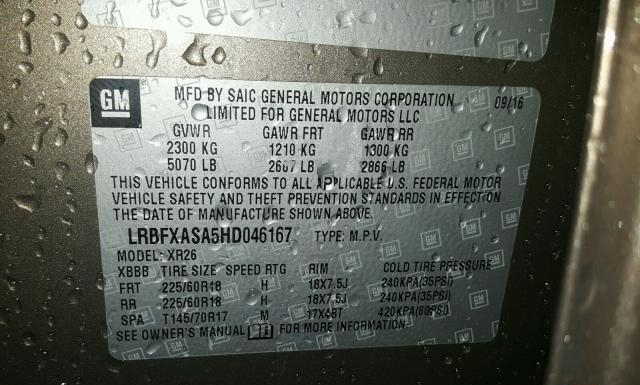 GM
MFD BY SAIC GENERAL MOTORS CORPORATION 09/16
LIMITED FOR GENERAL MOTORS LLC
GVWR GAWR FRT GAWR RR
2300 KG 1210 KG 1300 KG
5070 LB 2667 LB 2866 LB
THIS VEHICLE CONFORMS TO ALL APPLICABLE U.S. FEDERAL MOTOR
VEHICLE SAFETY AND THEFT PREVENTION STANDARDS IN EFFECT ON
THE DATE OF MANUFACTURE SHOWN ABOVE.
LRBFXASA5HD046167 TYPE: M.P.V.
MODEL: XR26
XBBB TIRE SIZE SPEED RTG RIM COLD TIRE PRESSURE
FRT 225/60R18 H 18X7.5J 240KPA(35PSI)
RR 225/60R18 H 18X7.5J 240KPA(35PSI)
SPA T145/70R17 M 17X4BT 420KPA(60PSI)
SEE OWNER'S MANUAL FOR MORE INFORMATION.